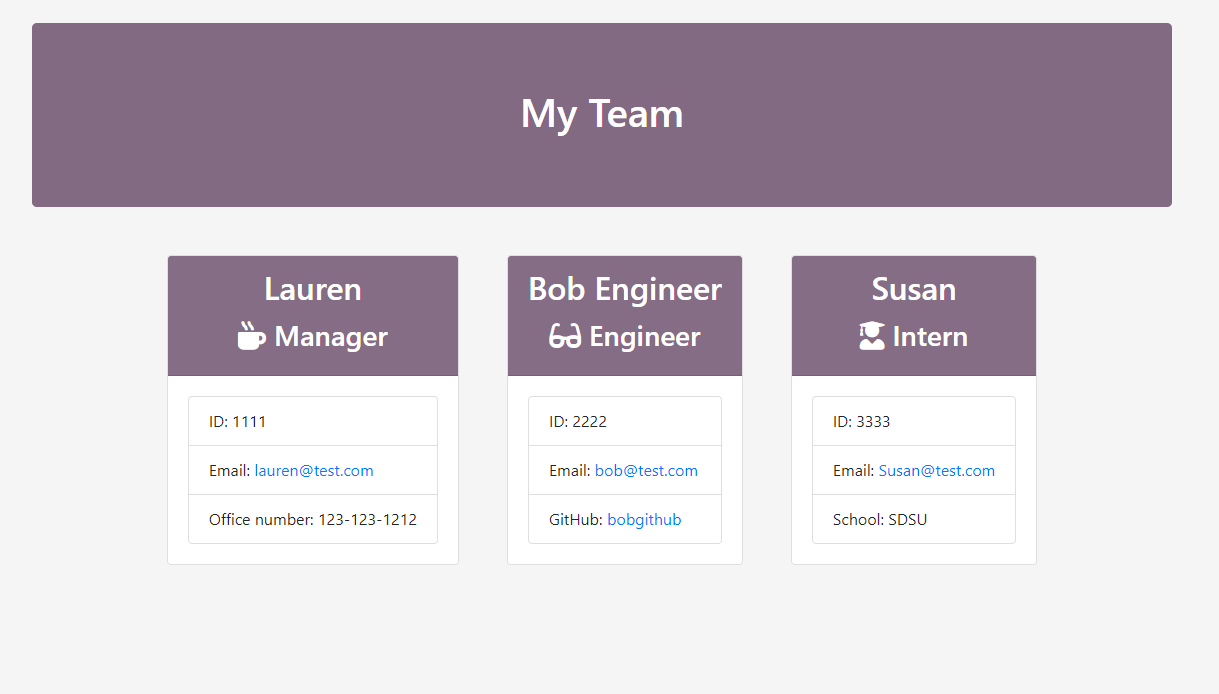 My Team
Lauren
Manager
ID: 1111
Email: lauren@test.com
Office number: 123-123-1212
Bob Engineer
Engineer
ID: 2222
Email: bob@test.com
GitHub: bobgithub
Susan
Intern
ID: 3333
Email: Susan@test.com
School: SDSU